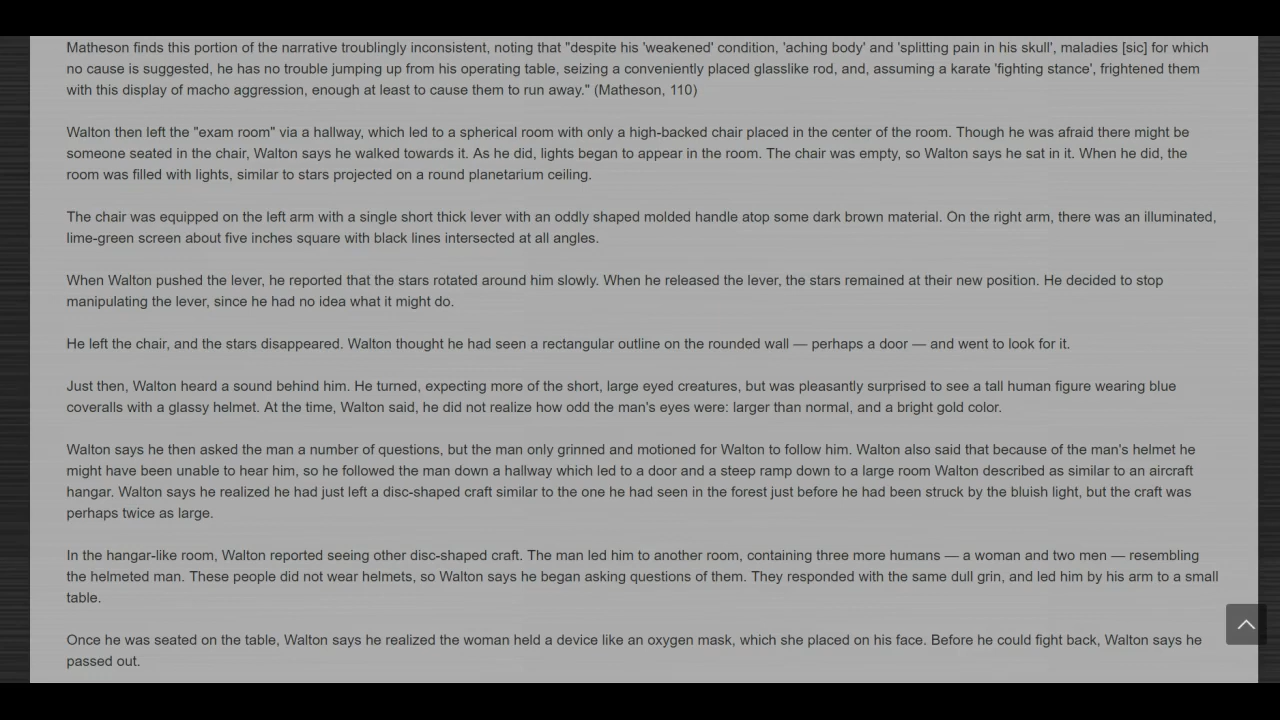 Matheson finds this portion of the narrative troublingly inconsistent, noting that "despite his 'weakened' condition, 'aching body' and 'splitting pain in his skull', maladies [sic] for which
no cause is suggested, he has no trouble jumping up from his operating table, seizing a conveniently placed glasslike rod, and, assuming a karate 'fighting stance', frightened them
with this display of macho aggression, enough at least to cause them to run away." (Matheson, 110)
Walton then left the "exam room" via a hallway, which led to a spherical room with only a high-backed chair placed in the center of the room. Though he was afraid there might be
someone seated in the chair, Walton says he walked towards it. As he did, lights began to appear in the room. The chair was empty, so Walton says he sat in it. When he did, the
room was filled with lights, similar to stars projected on a round planetarium ceiling.
The chair was equipped on the left arm with a single short thick lever with an oddly shaped molded handle atop some dark brown material. On the right arm, there was an illuminated,
lime-green screen about five inches square with black lines intersected at all angles.
When Walton pushed the lever, he reported that the stars rotated around him slowly. When he released the lever, the stars remained at their new position. He decided to stop
manipulating the lever, since he had no idea what it might do.
He left the chair, and the stars disappeared. Walton thought he had seen a rectangular outline on the rounded wall — perhaps a door — and went to look for it.
Just then, Walton heard a sound behind him. He turned, expecting more of the short, large eyed creatures, but was pleasantly surprised to see a tall human figure wearing blue
coveralls with a glassy helmet. At the time, Walton said, he did not realize how odd the man's eyes were: larger than normal, and a bright gold color.
Walton says he then asked the man a number of questions, but the man only grinned and motioned for Walton to follow him. Walton also said that because of the man's helmet he
might have been unable to hear him, so he followed the man down a hallway which led to a door and a steep ramp down to a large room Walton described as similar to an aircraft
hangar. Walton says he realized he had just left a disc-shaped craft similar to the one he had seen in the forest just before he had been struck by the bluish light, but the craft was
perhaps twice as large.
In the hangar-like room, Walton reported seeing other disc-shaped craft. The man led him to another room, containing three more humans — a woman and two men — resembling
the helmeted man. These people did not wear helmets, so Walton says he began asking questions of them. They responded with the same dull grin, and led him by his arm to a small
table.
Once he was seated on the table, Walton says he realized the woman held a device like an oxygen mask, which she placed on his face. Before he could fight back, Walton says he
passed out.